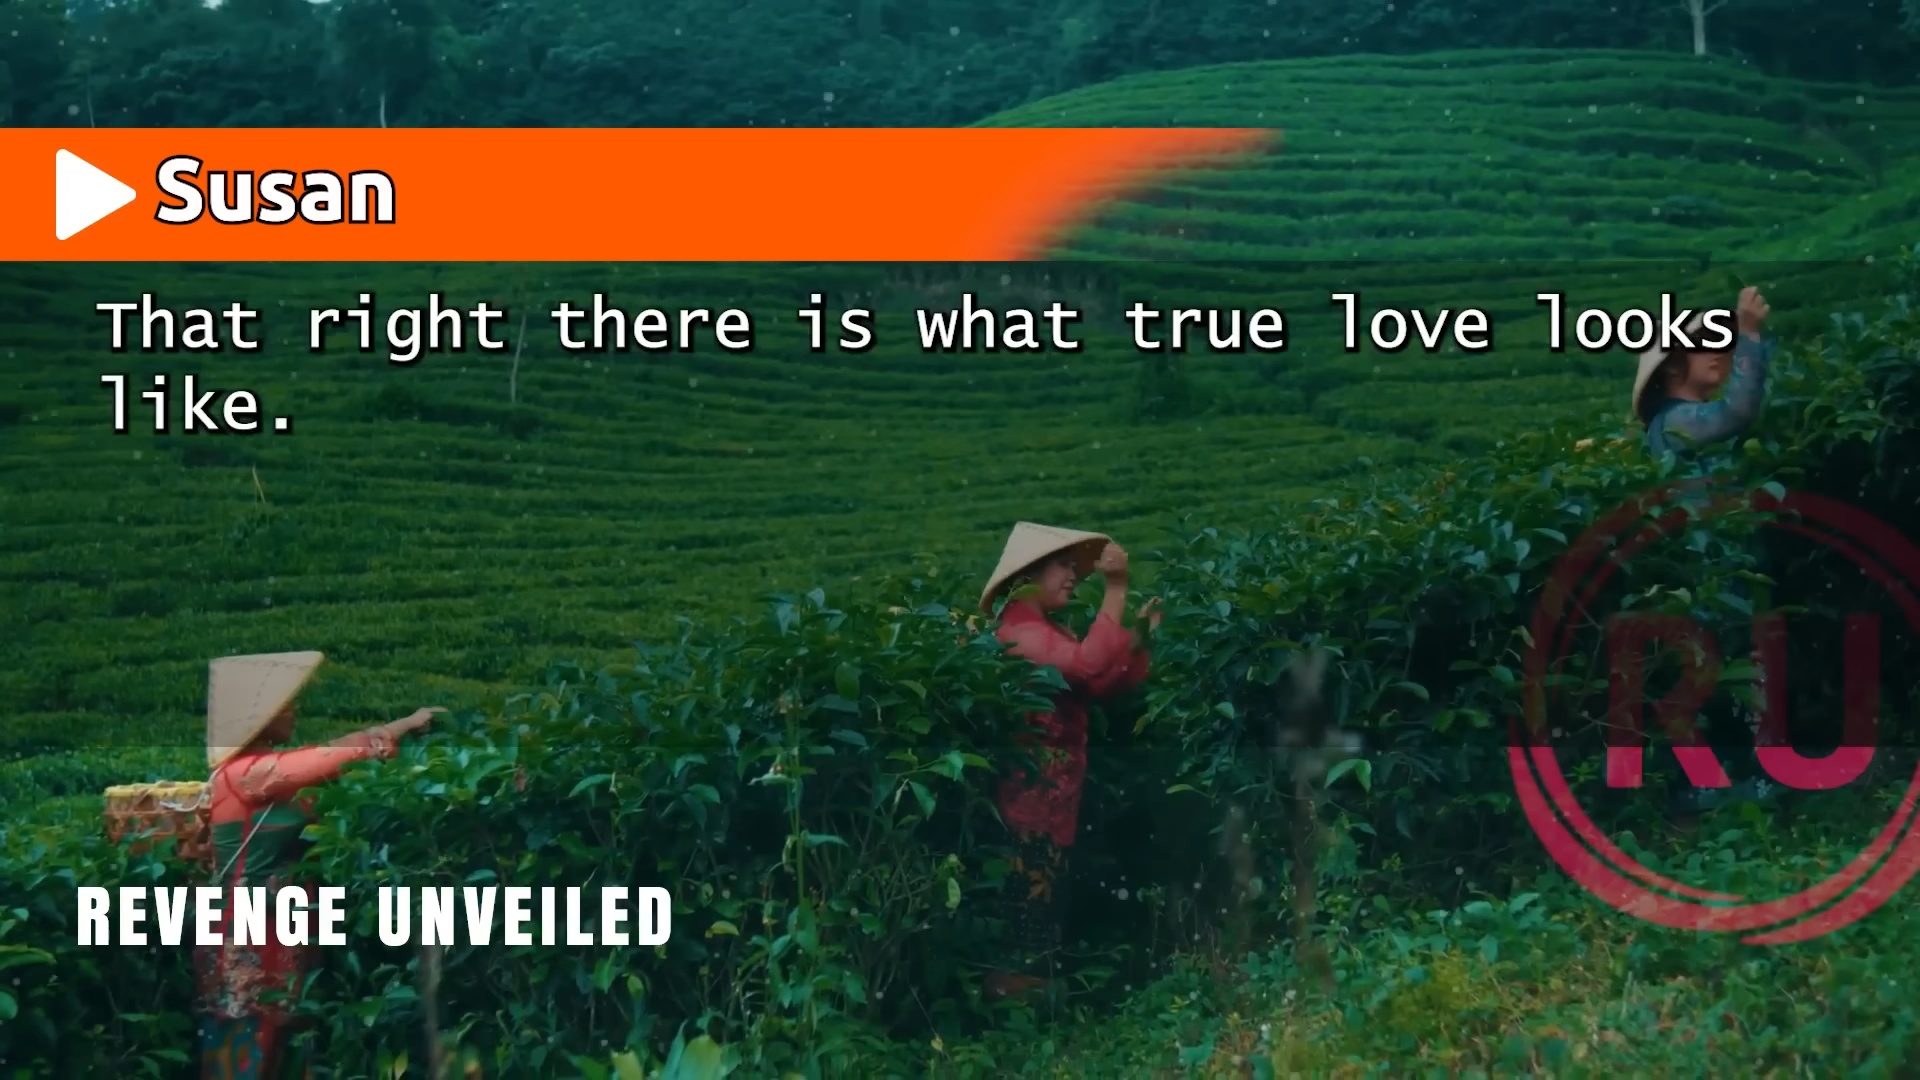 Susan
That right there is what true love looks
like.
RU
REVENGE UNVEILED